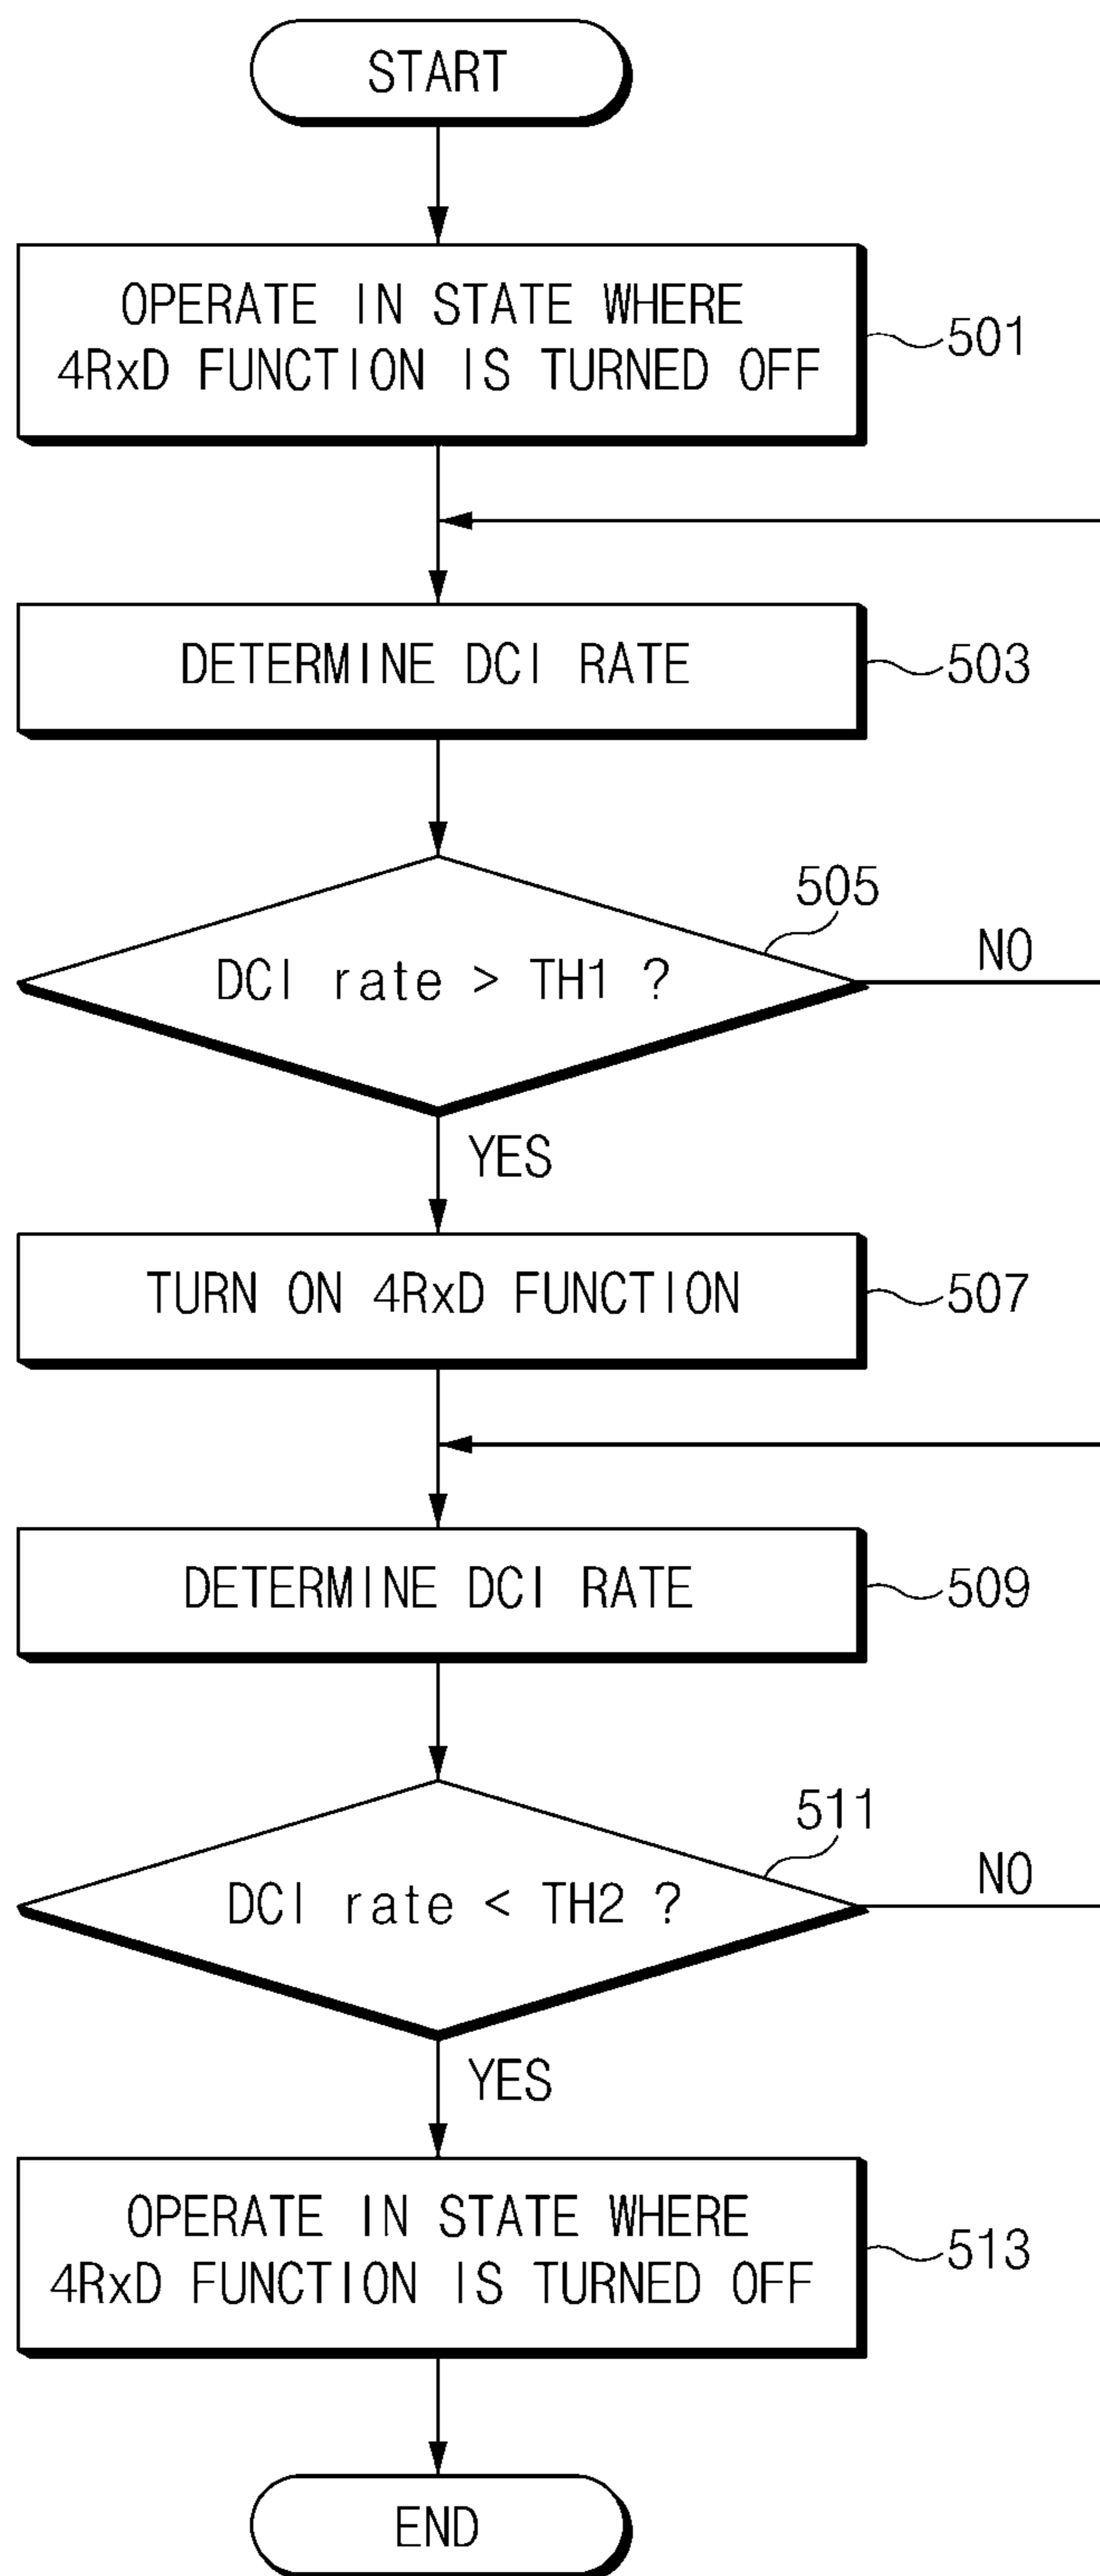 START
OPERATE IN STATE WHERE
4RxD FUNCTION IS TURNED OFF
501
DETERMINE DCI RATE
503
505
DCI rate > TH1 ?
NO
YES
TURN ON 4RxD FUNCTION
507
DETERMINE DCI RATE
509
511
DCI rate < TH2 ?
NO
YES
OPERATE IN STATE WHERE
4RxD FUNCTION IS TURNED OFF
513
END